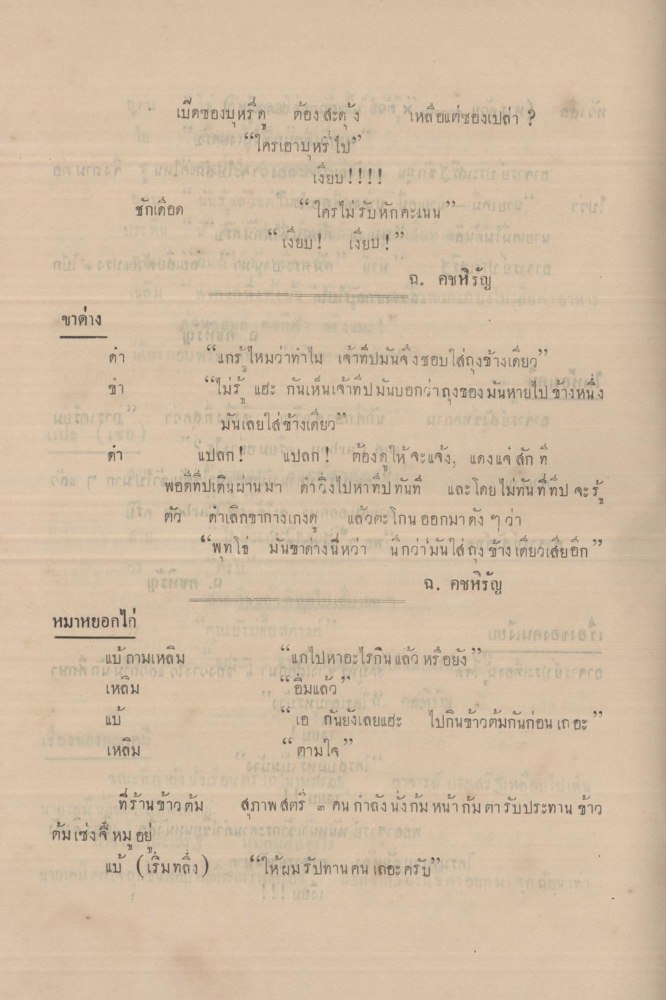 เบีดซองบุหรี่ดู ต้องสะดุ้ง เหลือแต่ซองเปล่า ?
“ใครเอาบุหรี่ไป”
เงียบ!!!!
ชักเดือด “ใครไม่รับหักคะแนน”
“เงียบ! เงียบ!”
ฉ. คชหิรัญ
ขาด่าง
ดำ “แกรู้ไหมว่าทำไม เจ้าทีปมันจึงชอบใส่ถุงข้างเดียว”
ขำ “ไม่รู้ แฮะ กันเห็นเจ้าทีปมันบอกว่าถุงของมันหายไปข้างหนึ่ง
มันเลยใส่ข้างเดียว”
ดำ แปลก! แปลก! ต้องดูให้จะแจ้ง, แดงแจ๋สักที
พอดีทีปเดินผ่านมา ดำวิ่งไปหาทีปทันที และโดยไม่ทันที่ทีปจะรู้
ตัว ดำเลิกขากางเกงดู แล้วตะโกนออกมาดัง ๆ ว่า
“พุทโธ่ มันขาด่างนี่หว่า นึกว่ามันใส่ถุงข้างเดียวเสียอีก”
ฉ. คชหิรัญ
หมาหยอกไก่
แบ้ถามเหลิม “แกไปหาอะไรกินแล้วหรือยัง”
เหลิม “อิ่มแล้ว”
แบ้ “เอ กันยังเลยแฮะ ไปกินข้าวต้มกันก่อนเถอะ”
เหลิม “ตามใจ”
ที่ร้านข้าวต้ม สุภาพสตรี ๓ คนกำลังนั่งก้มหน้าก้มตารับประทานข้าว
ต้มเซ่งจี๊หมูอยู่
แบ้ (เริ่มทลึ่ง) “ให้ผมรัปทานคนเถอะครับ”